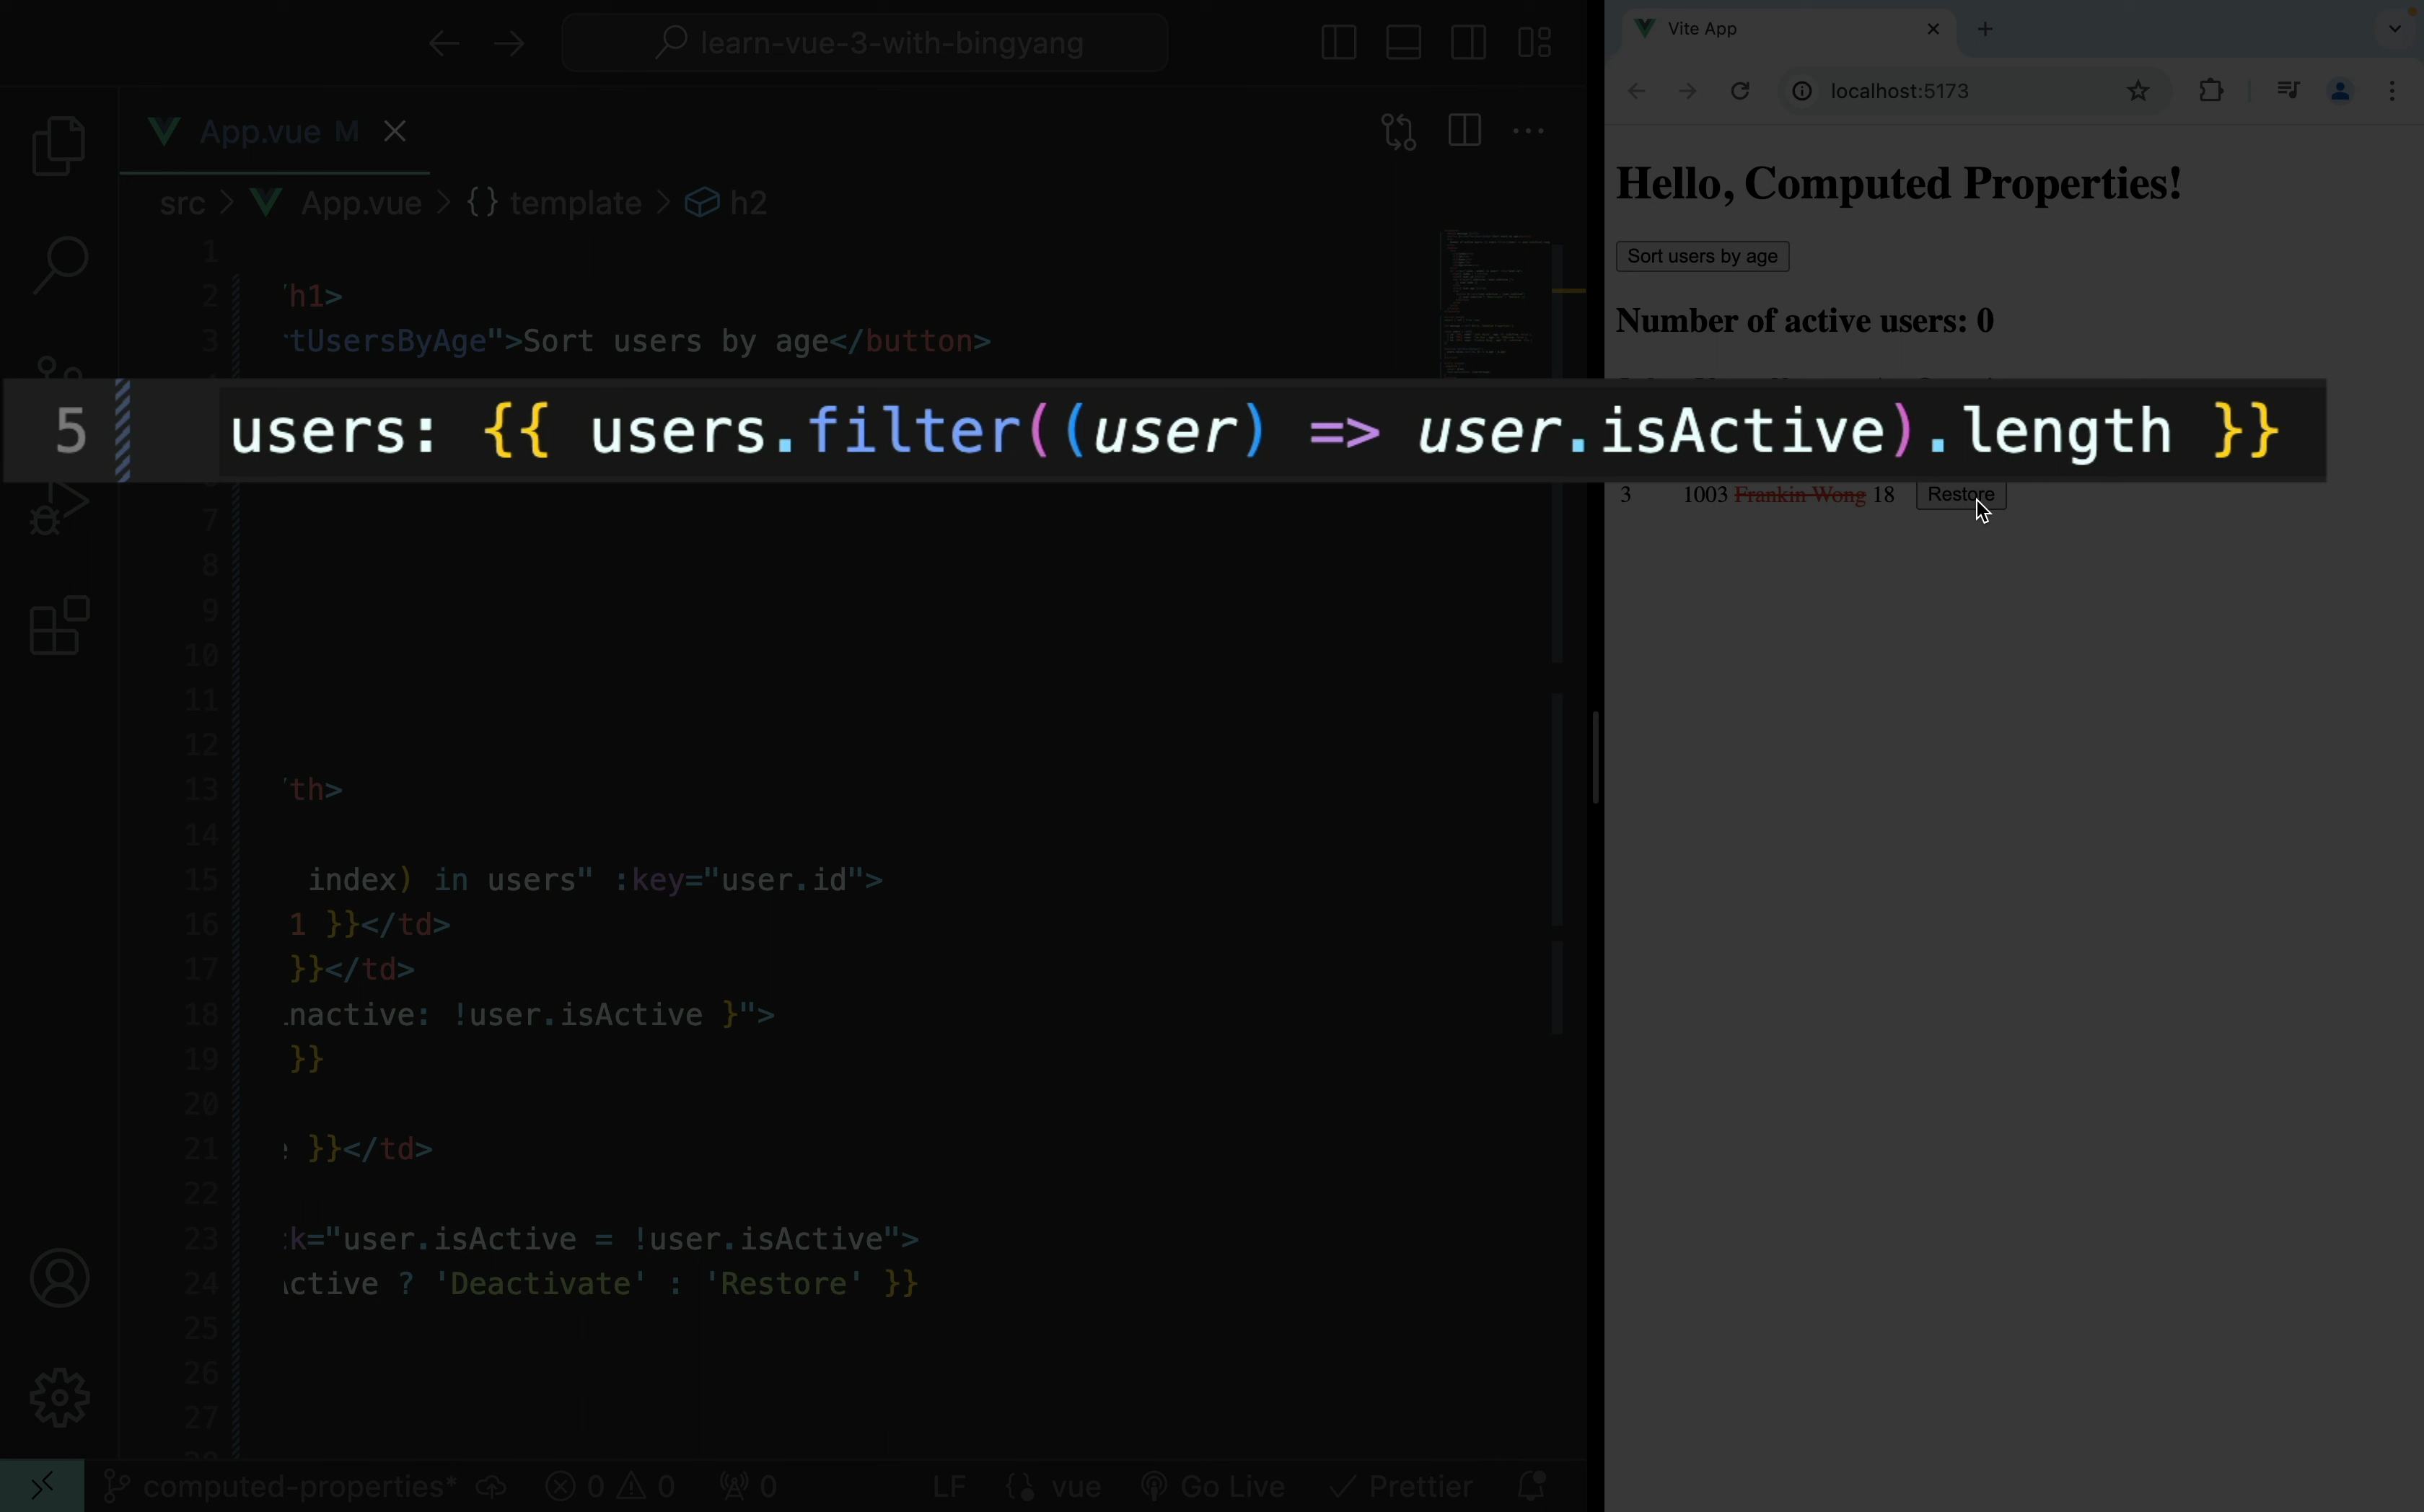 learn-vue-3-with-bingyang
App.vue M
src > App.vue > {} template > h2
1
2 /h1>
3 tUsersByAge">Sort users by age</button>
5 users: {{ users.filter((user) => user.isActive).length }}
7
8
9
10
11
12
13 /th>
14
15 index) in users" :key="user.id">
16 1 }}</td>
17 }}</td>
18 nactive: !user.isActive }">
19 }}
20
21 }}</td>
22
23 k="user.isActive = !user.isActive">
24 ctive ? 'Deactivate' : 'Restore' }}
25
26
27
computed-properties* 0 0 0 LF {} vue Go Live Prettier
Vite App
localhost:5173
Hello, Computed Properties!
Sort users by age
Number of active users: 0
3 1003 Frankin Wong 18 Restore